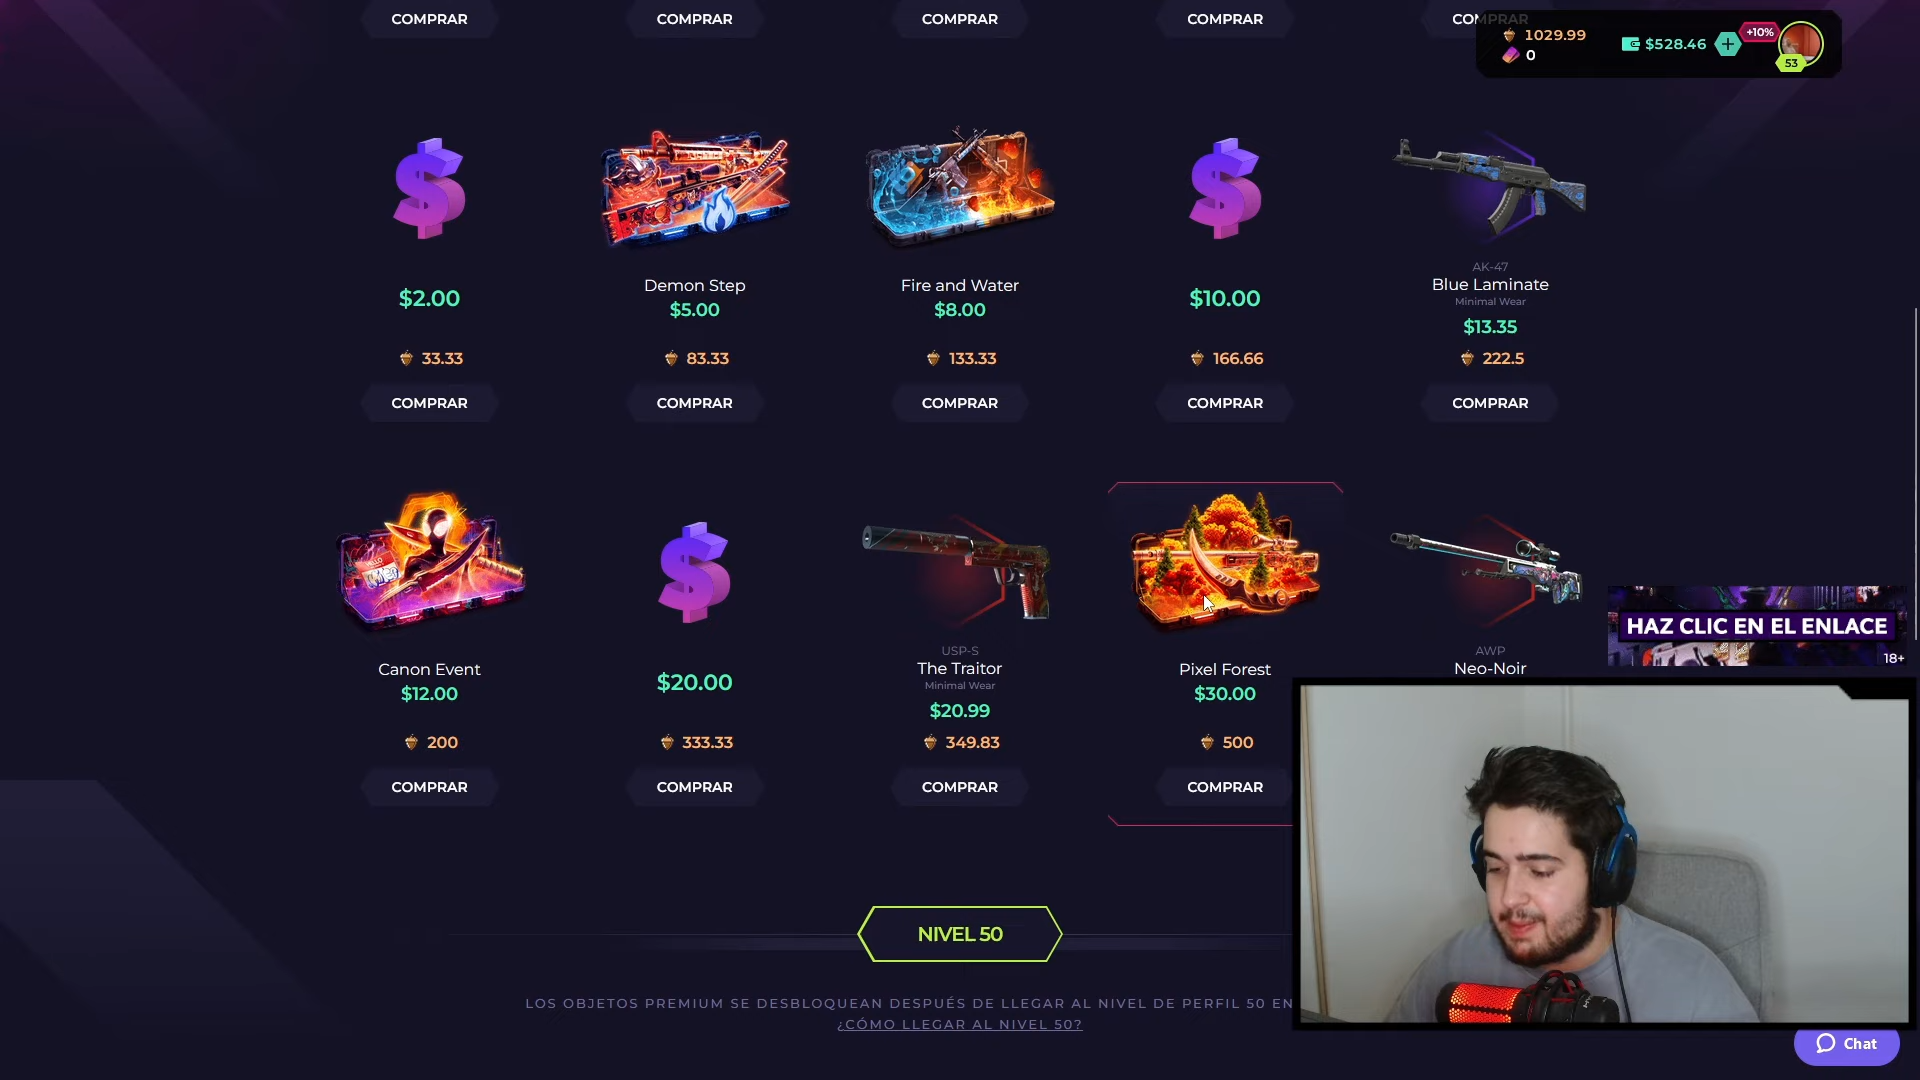 COMPRAR COMPRAR COMPRAR COMPRAR COMPRAR
1029.99
0
$528.46
+10%
53
$2.00
33.33
COMPRAR
Demon Step
$5.00
83.33
COMPRAR
Fire and Water
$8.00
133.33
COMPRAR
$10.00
166.66
COMPRAR
AK-47
Blue Laminate
Minimal Wear
$13.35
222.5
COMPRAR
Canon Event
$12.00
200
COMPRAR
$20.00
333.33
COMPRAR
USP-S
The Traitor
Minimal Wear
$20.99
349.83
COMPRAR
Pixel Forest
$30.00
500
COMPRAR
AWP
Neo-Noir
HAZ CLIC EN EL ENLACE
18+
NIVEL 50
LOS OBJETOS PREMIUM SE DESBLOQUEAN DESPUÉS DE LLEGAR AL NIVEL DE PERFIL 50 EN
¿CÓMO LLEGAR AL NIVEL 50?
Chat